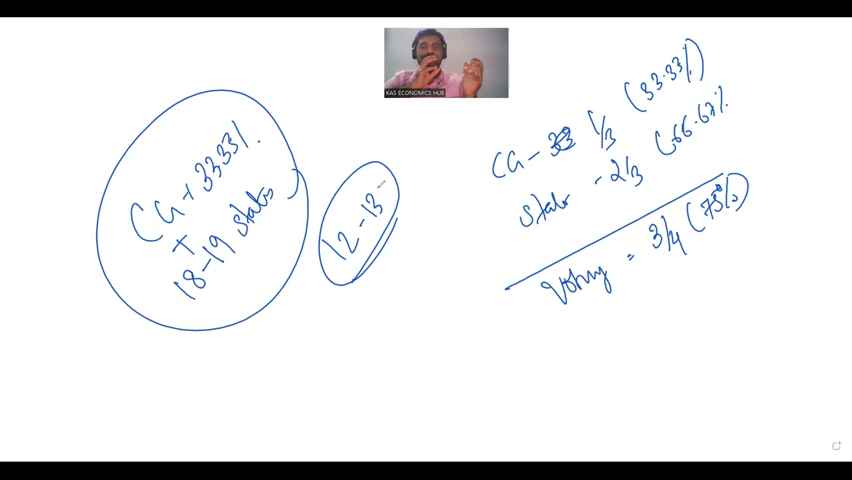 KAS ECONOMICS HUB
CG + 33.33%
+
18-19 states
12-13
CG - 1/3 (33.33%)
State - 2/3 (66.67%
Voting = 3/4 (75%)